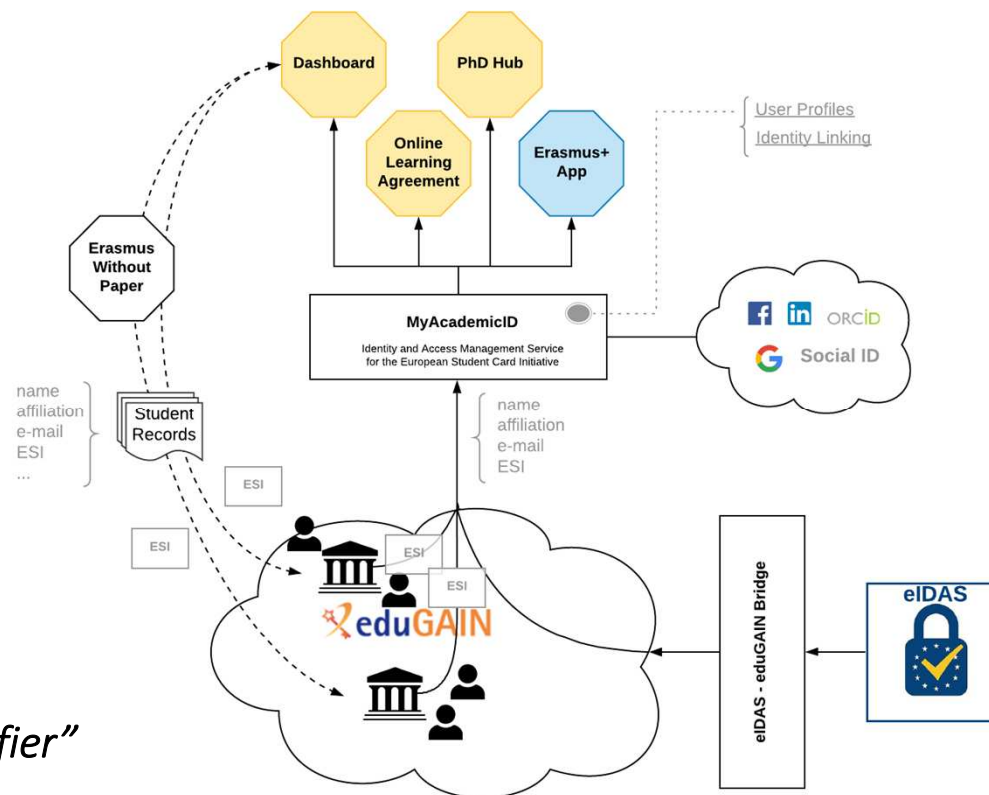 Dashboard
PhD Hub
Online
Learning
Agreement
Erasmus+
App
User Profiles
Identity Linking
Erasmus
Without
Paper
MyAcademicID
Identity and Access Management Service
for the European Student Card Initiative
f in ORCID
G Social ID
name
affiliation
e-mail
ESI
...
Student
Records
name
affiliation
e-mail
ESI
ESI
ESI
ESI
ESI
eduGAIN
eIDAS - eduGAIN Bridge
eIDAS
fier”